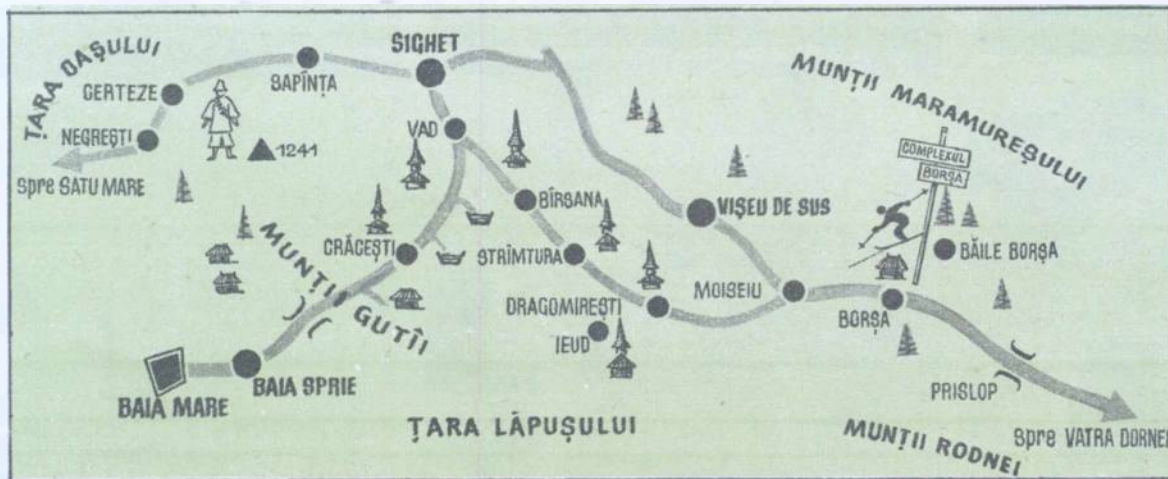 ȚARA OAȘULUI
CERTEZE
NEGREȘTI
spre SATU MARE
SAPÎNȚA
1241
SIGHET
VAD
BÎRSANA
CRĂCEȘTI
STRÎMTURA
MUNȚII GUTÎI
DRAGOMIREȘTI
IEUD
BAIA MARE
BAIA SPRIE
ȚARA LĂPUȘULUI
MUNȚII MARAMUREȘULUI
COMPLEXUL
BORȘA
VIȘEU DE SUS
BĂILE BORȘA
MOISEIU
BORȘA
PRISLOP
spre VATRA DORNEI
MUNȚII RODNEI